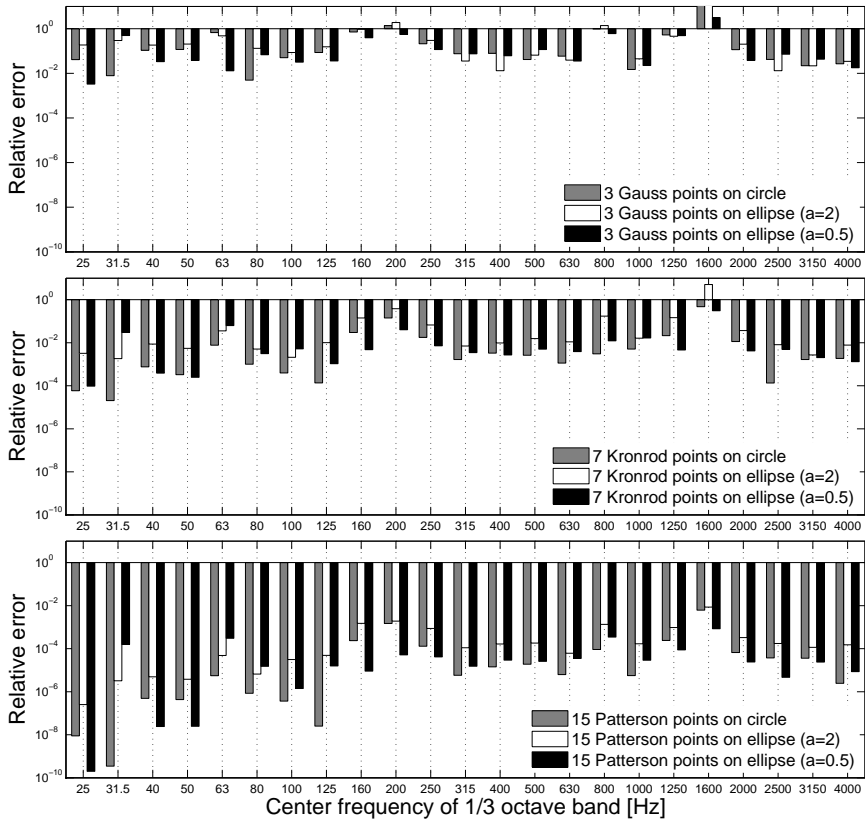 10^0
10^-2
10^-4
10^-6
10^-8
10^-10
Relative error
3 Gauss points on circle
3 Gauss points on ellipse (a=2)
3 Gauss points on ellipse (a=0.5)
25 31.5 40 50 63 80 100 125 160 200 250 315 400 500 630 800 1000 1250 1600 2000 2500 3150 4000
10^0
10^-2
10^-4
10^-6
10^-8
10^-10
Relative error
7 Kronrod points on circle
7 Kronrod points on ellipse (a=2)
7 Kronrod points on ellipse (a=0.5)
25 31.5 40 50 63 80 100 125 160 200 250 315 400 500 630 800 1000 1250 1600 2000 2500 3150 4000
10^0
10^-2
10^-4
10^-6
10^-8
10^-10
Relative error
15 Patterson points on circle
15 Patterson points on ellipse (a=2)
15 Patterson points on ellipse (a=0.5)
25 31.5 40 50 63 80 100 125 160 200 250 315 400 500 630 800 1000 1250 1600 2000 2500 3150 4000
Center frequency of 1/3 octave band [Hz]